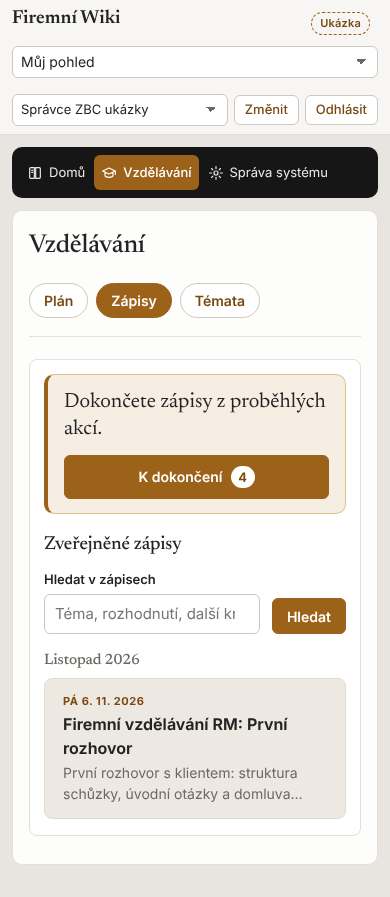 Firemní Wiki
Ukázka
Můj pohled
Správce ZBC ukázky
Změnit
Odhlásit
Domů
Vzdělávání
Správa systému
Vzdělávání
Plán
Zápisy
Témata
Dokončete zápisy z proběhlých
akcí.
K dokončení 4
Zveřejněné zápisy
Hledat v zápisech
Téma, rozhodnutí, další
Hledat
Listopad 2026
PÁ 6. 11. 2026
Firemní vzdělávání RM: První
rozhovor
První rozhovor s klientem: struktura
schůzky, úvodní otázky a domluva...